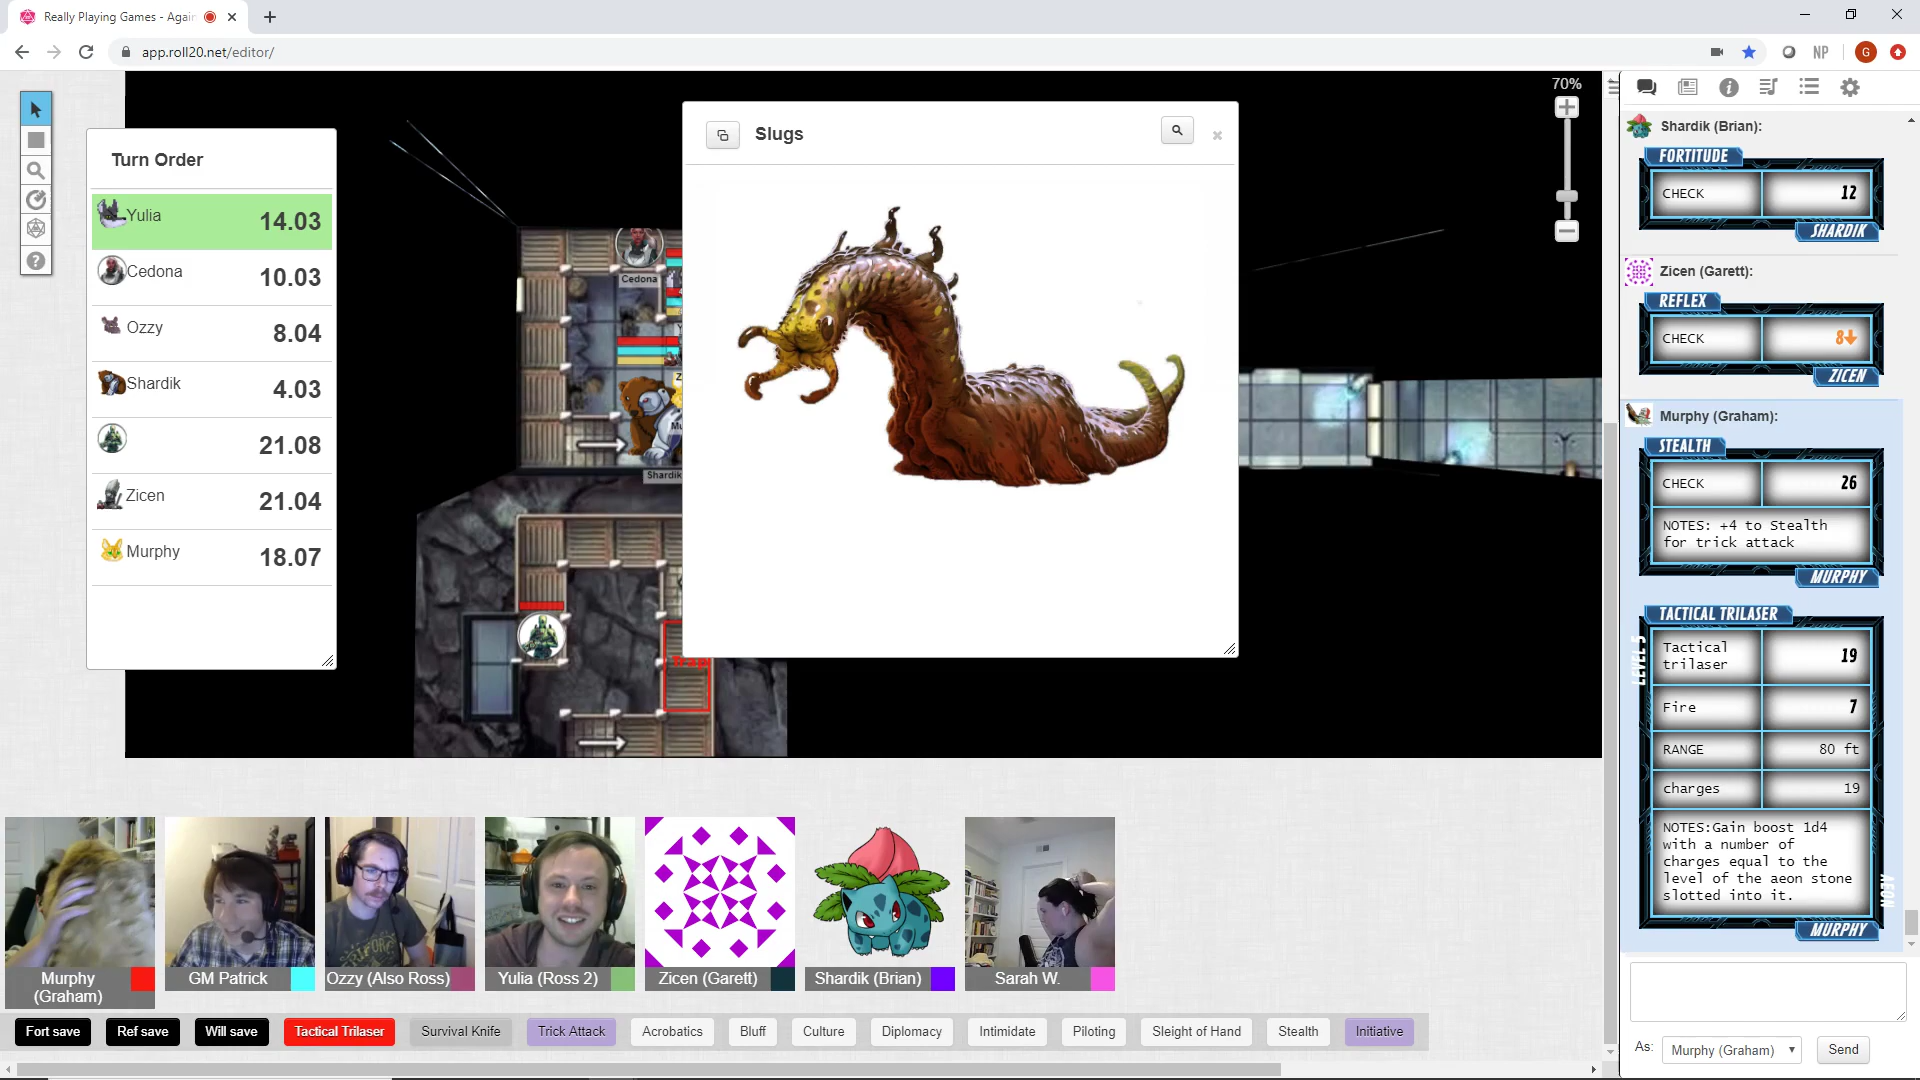 Really Playing Games - Again
app.roll20.net/editor/
NP
G
70%
Turn Order
Yulia 14.03
Cedona 10.03
Ozzy 8.04
Shardik 4.03
21.08
Zicen 21.04
Murphy 18.07
Slugs
Cedona
Shardik
Trap
Shardik (Brian):
FORTITUDE
CHECK 12
SHARDIK
Zicen (Garett):
REFLEX
CHECK 8
ZICEN
Murphy (Graham):
STEALTH
CHECK 26
NOTES: +4 to Stealth
for trick attack
MURPHY
TACTICAL TRILASER
LEVEL 5
Tactical
trilaser 19
Fire 7
RANGE 80 ft
charges 19
NOTES:Gain boost 1d4
with a number of
charges equal to the
level of the aeon stone
slotted into it.
AEON
MURPHY
Murphy
(Graham)
GM Patrick
Ozzy (Also Ross)
Yulia (Ross 2)
Zicen (Garett)
Shardik (Brian)
Sarah W.
Fort save Ref save Will save Tactical Trilaser Survival Knife Trick Attack Acrobatics Bluff Culture Diplomacy Intimidate Piloting Sleight of Hand Stealth Initiative
As: Murphy (Graham) Send